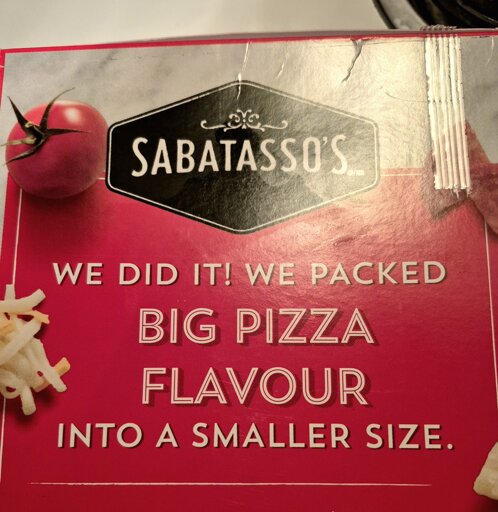 SABATASSO'S
WE DID IT! WE PACKED
BIG PIZZA
FLAVOUR
INTO A SMALLER SIZE.